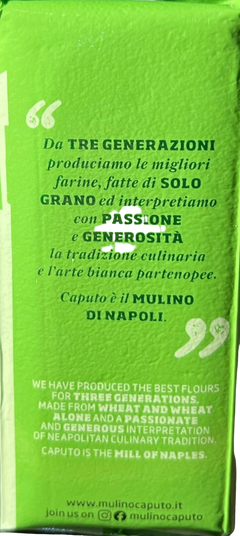 “
Da TRE GENERAZIONI
produciamo le migliori
farine, fatte di SOLO
GRANO ed interpretiamo
con PASSIONE
e GENEROSITÀ
la tradizione culinaria
e l'arte bianca partenopee.
Caputo è il MULINO
DI NAPOLI.
”
WE HAVE PRODUCED THE BEST FLOURS
FOR THREE GENERATIONS,
MADE FROM WHEAT AND WHEAT
ALONE AND A PASSIONATE
AND GENEROUS INTERPRETATION
OF NEAPOLITAN CULINARY TRADITION.
CAPUTO IS THE MILL OF NAPLES.
www.mulinocaputo.it
join us on mulinocaputo